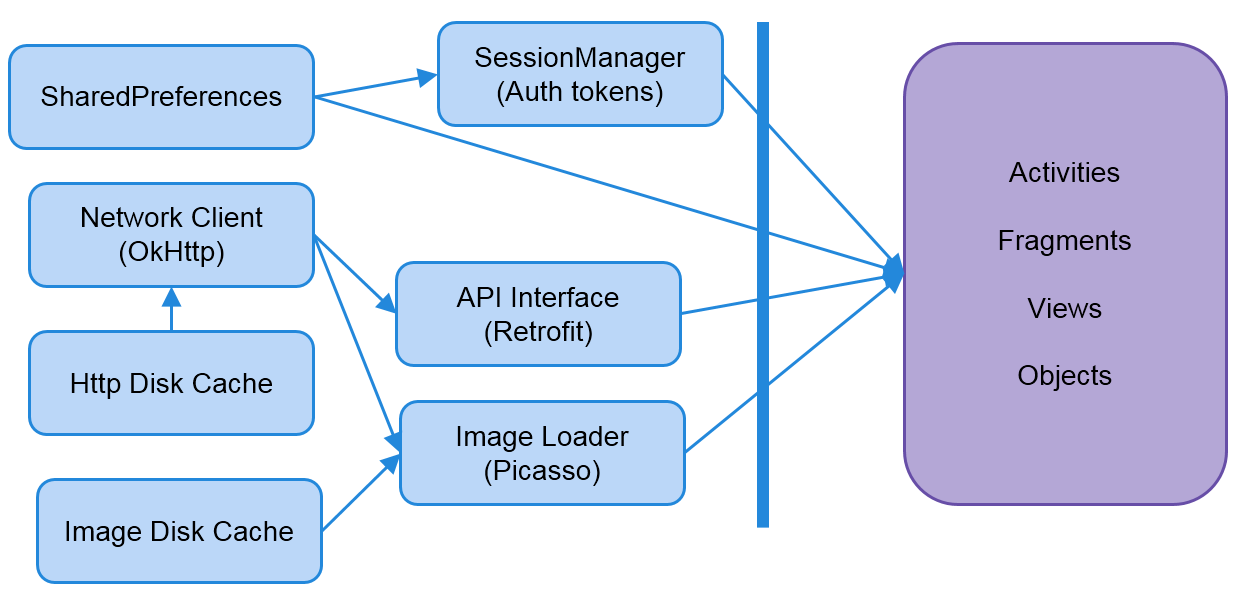 SharedPreferences
SessionManager
(Auth tokens)
Network Client
(OkHttp)
API Interface
(Retrofit)
Http Disk Cache
Image Loader
(Picasso)
Image Disk Cache
Activities
Fragments
Views
Objects